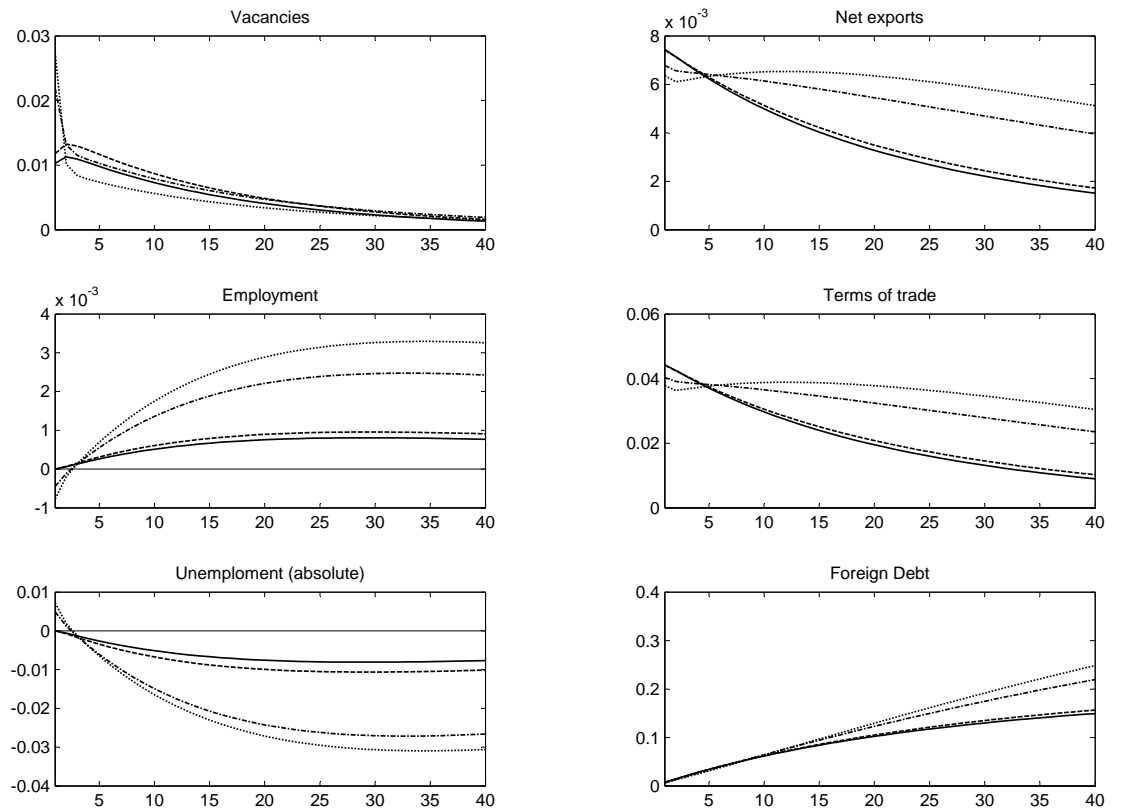 Vacancies
0.03
0.02
0.01
0
5 10 15 20 25 30 35 40
Net exports
x 10-3
8
6
4
2
0
5 10 15 20 25 30 35 40
Employment
x 10-3
4
3
2
1
0
-1
5 10 15 20 25 30 35 40
Terms of trade
0.06
0.04
0.02
0
5 10 15 20 25 30 35 40
Unemploment (absolute)
0.01
0
-0.01
-0.02
-0.03
-0.04
5 10 15 20 25 30 35 40
Foreign Debt
0.4
0.3
0.2
0.1
0
5 10 15 20 25 30 35 40